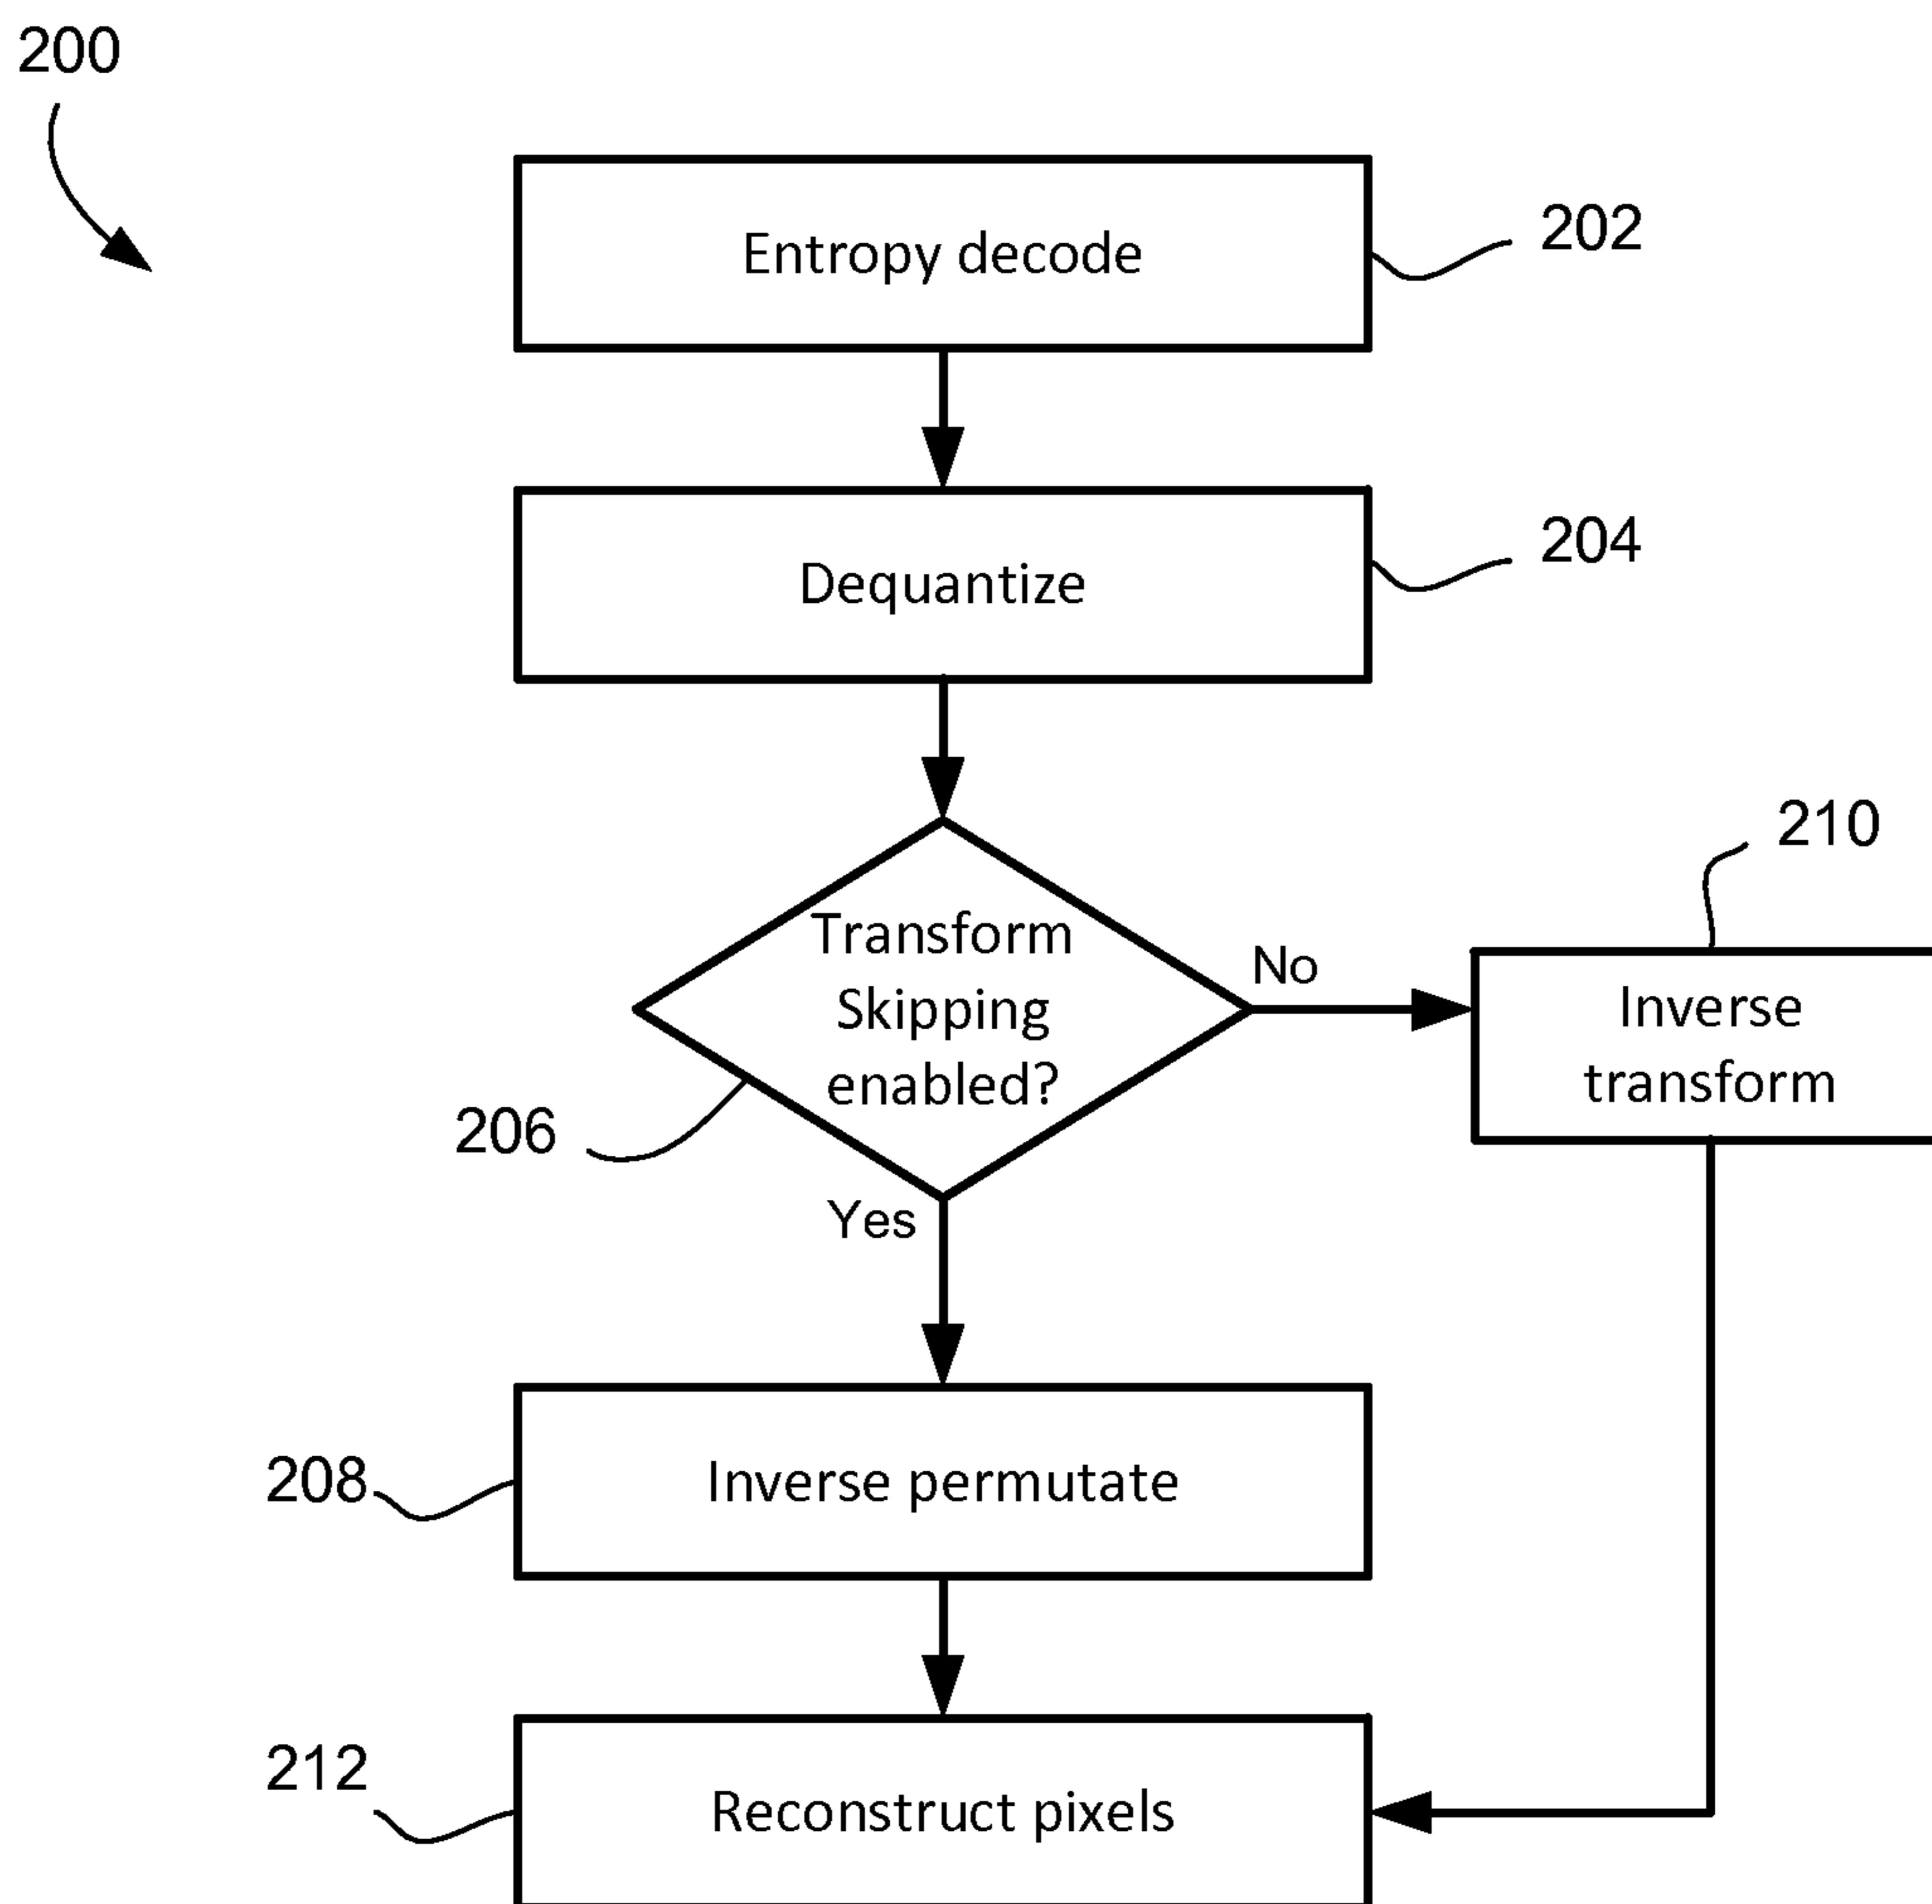 200
Entropy decode
202
Dequantize
204
Transform
Skipping
enabled?
206
No
210
Inverse
transform
Yes
Inverse permutate
208
Reconstruct pixels
212